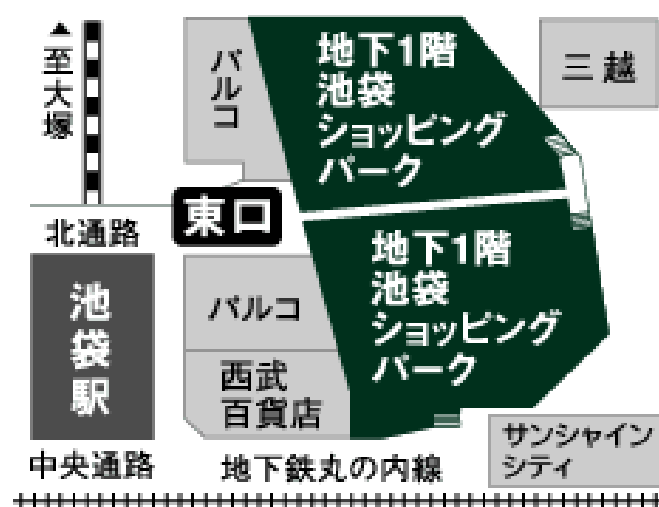 ▲至大塚
パルコ
地下1階
池袋
ショッピング
パーク
三越
北通路
東口
地下1階
池袋
ショッピング
パーク
池袋駅
パルコ
西武
百貨店
サンシャイン
シティ
中央通路
地下鉄丸の内線